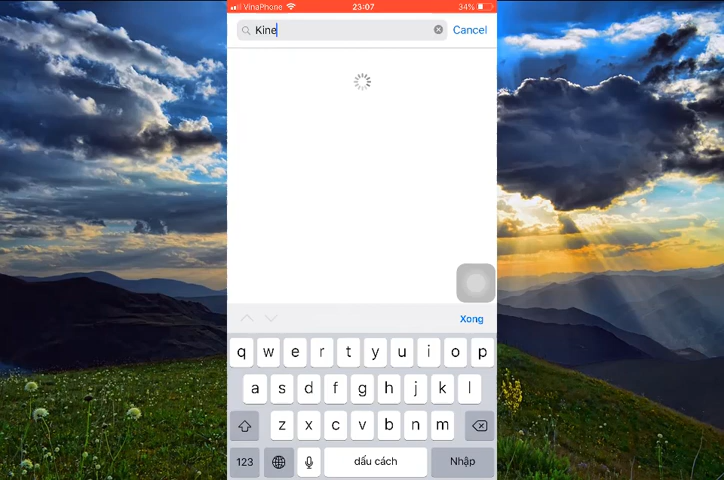 VinaPhone 23:07 34%
Kine Cancel
Xong
q w e r t y u i o p
a s d f g h j k l
z x c v b n m
123 dấu cách Nhập